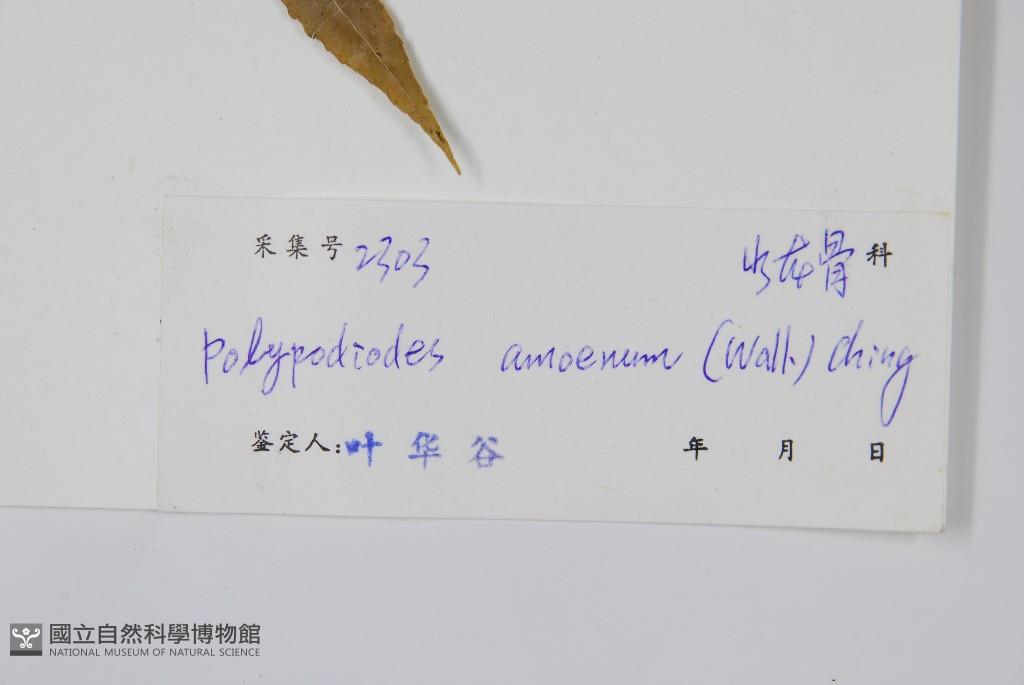 采集号 2303 水龙骨科
Polypodiodes amoenum (Wall.) Ching
鉴定人:叶华谷 年 月 日
國立自然科學博物館
NATIONAL MUSEUM OF NATURAL SCIENCE